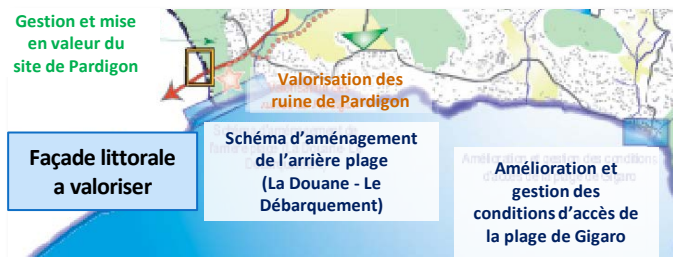 Gestion et mise
en valeur du
site de Pardigon
Valorisation des
ruine de Pardigon
Façade littorale
a valoriser
Schéma d’aménagement
de l’arrière plage
(La Douane - Le
Débarquement)
Amélioration et
gestion des
conditions d’accès de
la plage de Gigaro